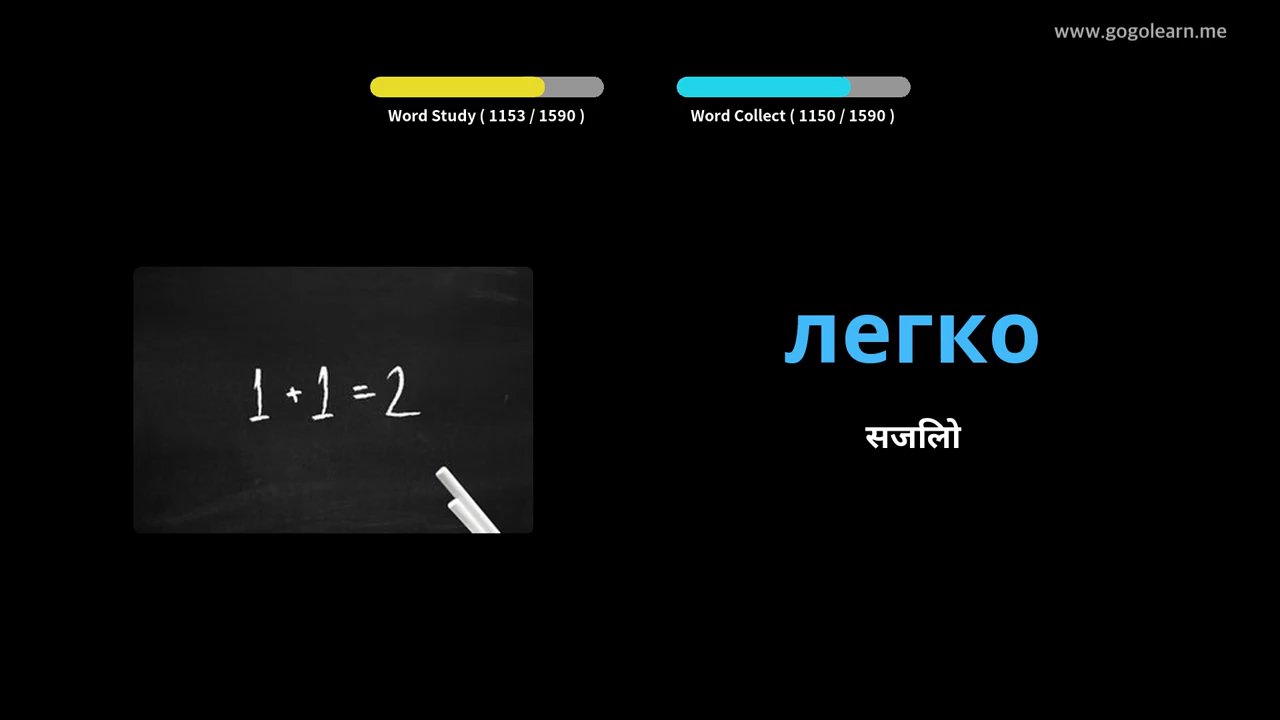 www.gogolearn.me
Word Study ( 1153 / 1590 )
Word Collect ( 1150 / 1590 )
1 + 1 = 2
легко
सजिलो